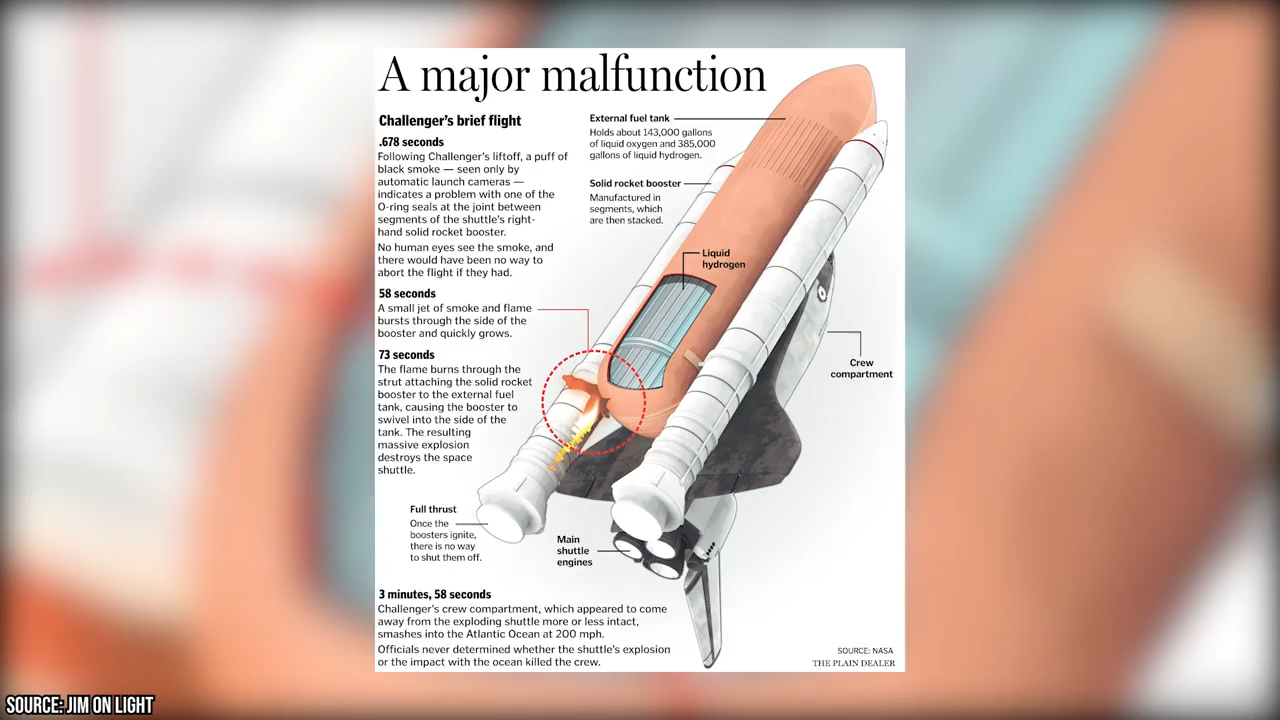 A major malfunction
Challenger's brief flight
.678 seconds
Following Challenger's liftoff, a puff of
black smoke — seen only by
automatic launch cameras —
indicates a problem with one of the
O-ring seals at the joint between
segments of the shuttle's right-
hand solid rocket booster.
No human eyes see the smoke, and
there would have been no way to
abort the flight if they had.
58 seconds
A small jet of smoke and flame
bursts through the side of the
booster and quickly grows.
73 seconds
The flame burns through the
strut attaching the solid rocket
booster to the external fuel
tank, causing the booster to
swivel into the side of the
tank. The resulting
massive explosion
destroys the space
shuttle.
External fuel tank
Holds about 143,000 gallons
of liquid oxygen and 385,000
gallons of liquid hydrogen.
Solid rocket booster
Manufactured in
segments, which
are then stacked.
Liquid
hydrogen
Crew
compartment
Full thrust
Once the
boosters ignite,
there is no way
to shut them off.
Main
shuttle
engines
3 minutes, 58 seconds
Challenger's crew compartment, which appeared to come
away from the exploding shuttle more or less intact,
smashes into the Atlantic Ocean at 200 mph.
Officials never determined whether the shuttle's explosion
or the impact with the ocean killed the crew.
SOURCE: NASA
THE PLAIN DEALER
SOURCE: JIM ON LIGHT